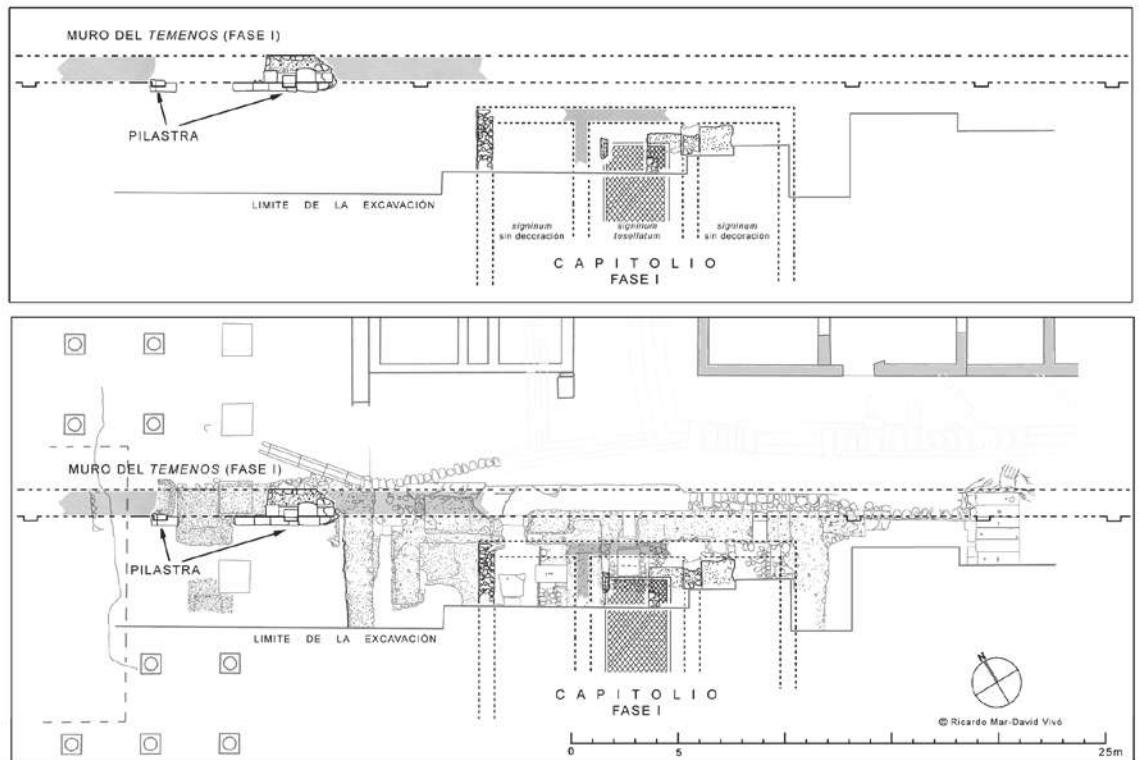 MURO DEL TEMENOS (FASE I)
PILASTRA
LIMITE DE LA EXCAVACIÓN
signinum
sin decoración
signinum
tesellatum
signinum
sin decoración
CAPITOLIO
FASE I
MURO DEL TEMENOS (FASE I)
PILASTRA
LIMITE DE LA EXCAVACIÓN
CAPITOLIO
FASE I
N
© Ricardo Mar-David Vivó
0 5 25m